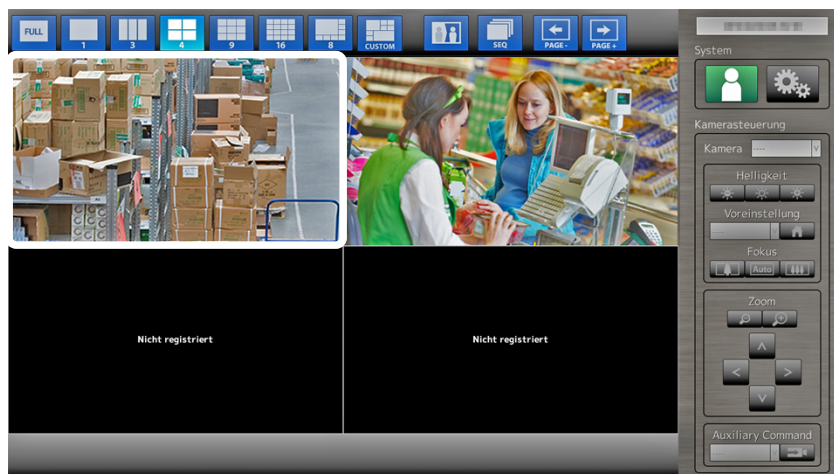 FULL
1
3
4
9
16
8
CUSTOM
SEQ
PAGE-
PAGE+
System
Kamerasteuerung
Kamera ----
Helligkeit
Voreinstellung
Fokus
Auto
Zoom
Auxiliary Command
Nicht registriert
Nicht registriert